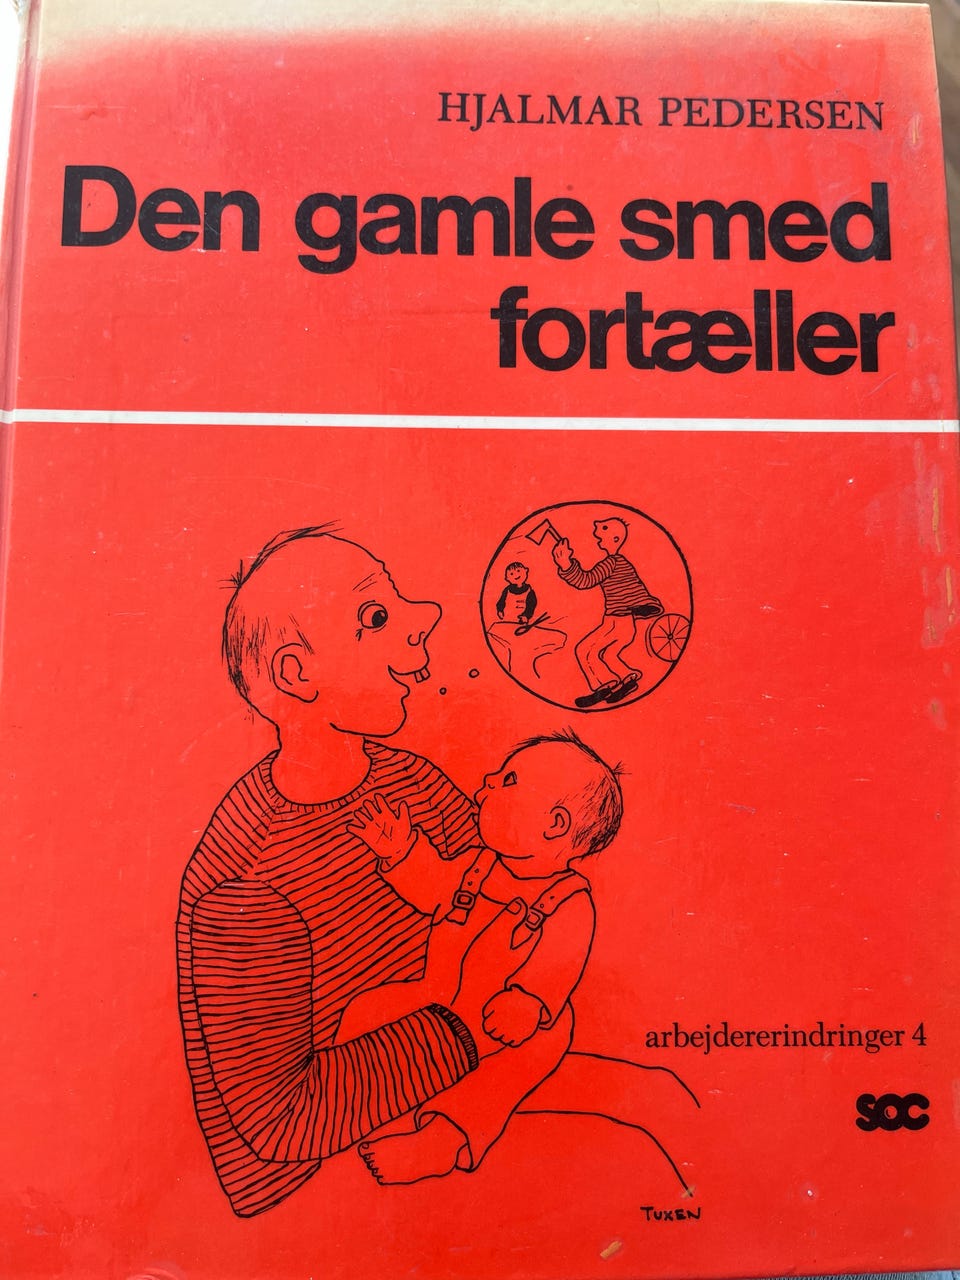 HJALMAR PEDERSEN
Den gamle smed
fortæller
arbejdererindringer 4
SOC
TUXEN